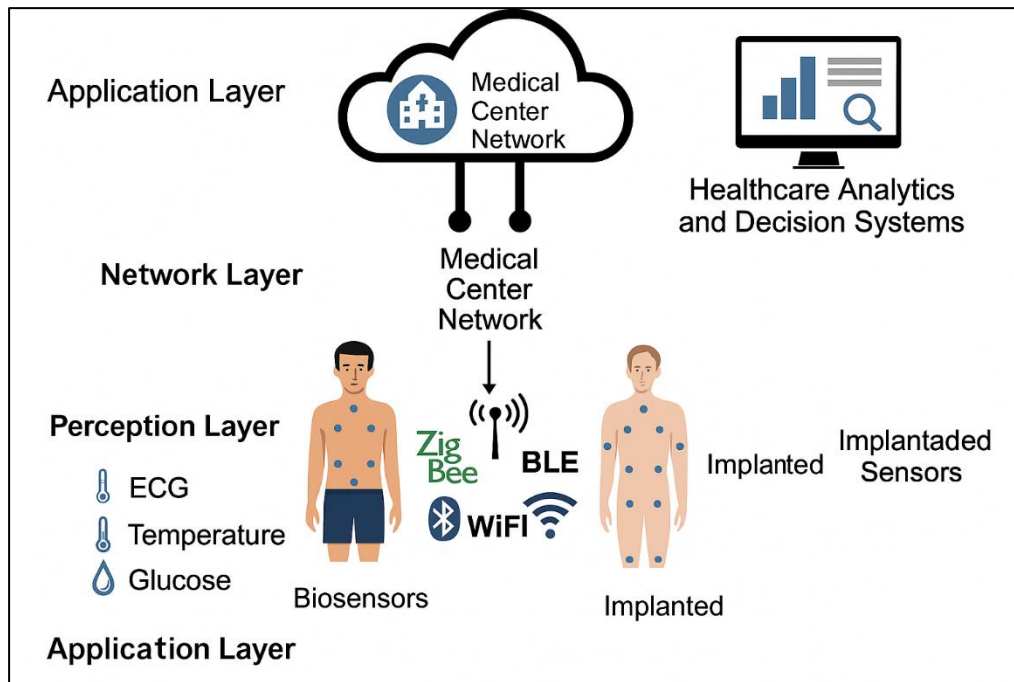 Application Layer
Medical
Center
Network
Healthcare Analytics
and Decision Systems
Network Layer
Medical
Center
Network
Perception Layer
ECG
Temperature
Glucose
Zig
Bee
BLE
WiFI
Implanted
Implantaded
Sensors
Biosensors
Implanted
Application Layer